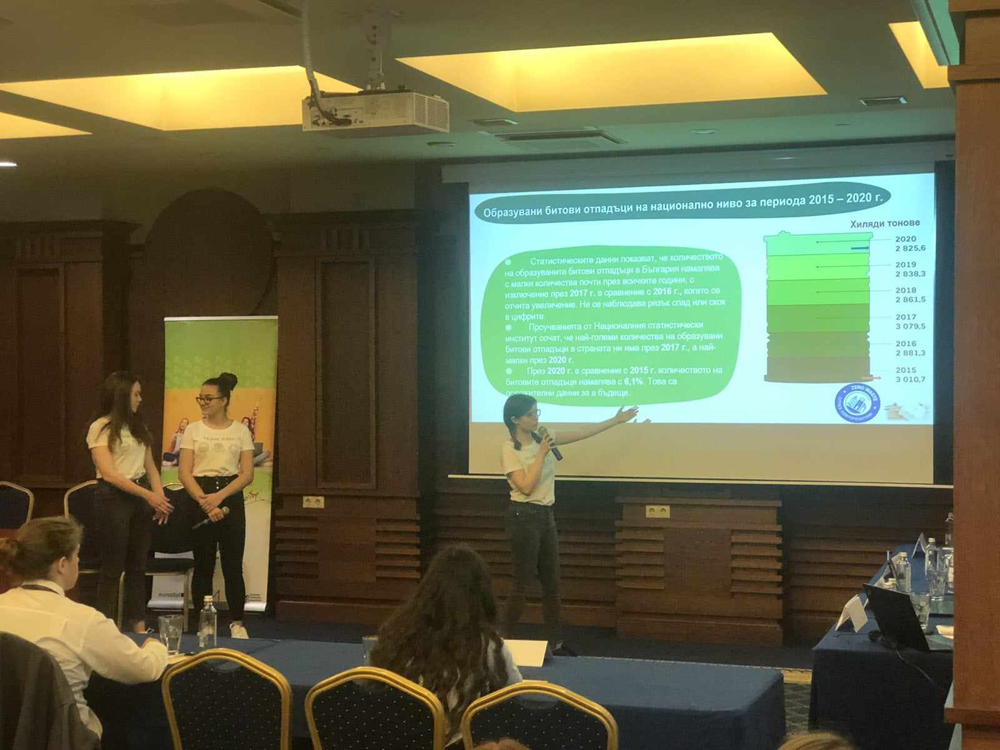 Образувани битови отпадъци на национално ниво за периода 2015 – 2020 г.
Хиляди тонове
● Статистическите данни показват, че количеството
на образуваните битови отпадъци в България намалява
с малки количества почти през всичките години, с
изключение през 2017 г. в сравнение с 2016 г., когато се
отчита увеличение. Не се наблюдава рязък спад или скок
в цифрите.
● Проучванията от Националния статистически
институт сочат, че най-големи количества на образувани
битови отпадъци в страната ни има през 2017 г., а най-
малки през 2020 г.
● През 2020 г. в сравнение с 2015 г. количеството на
битовите отпадъци намалява с 6,1%. Това са
положителни данни за в бъдеще.
2020
2 825,6
2019
2 838,3
2018
2 861,5
2017
3 079,5
2016
2 881,3
2015
3 010,7
ZERO WASTE
CITIES CERTIFICATION
eurostat